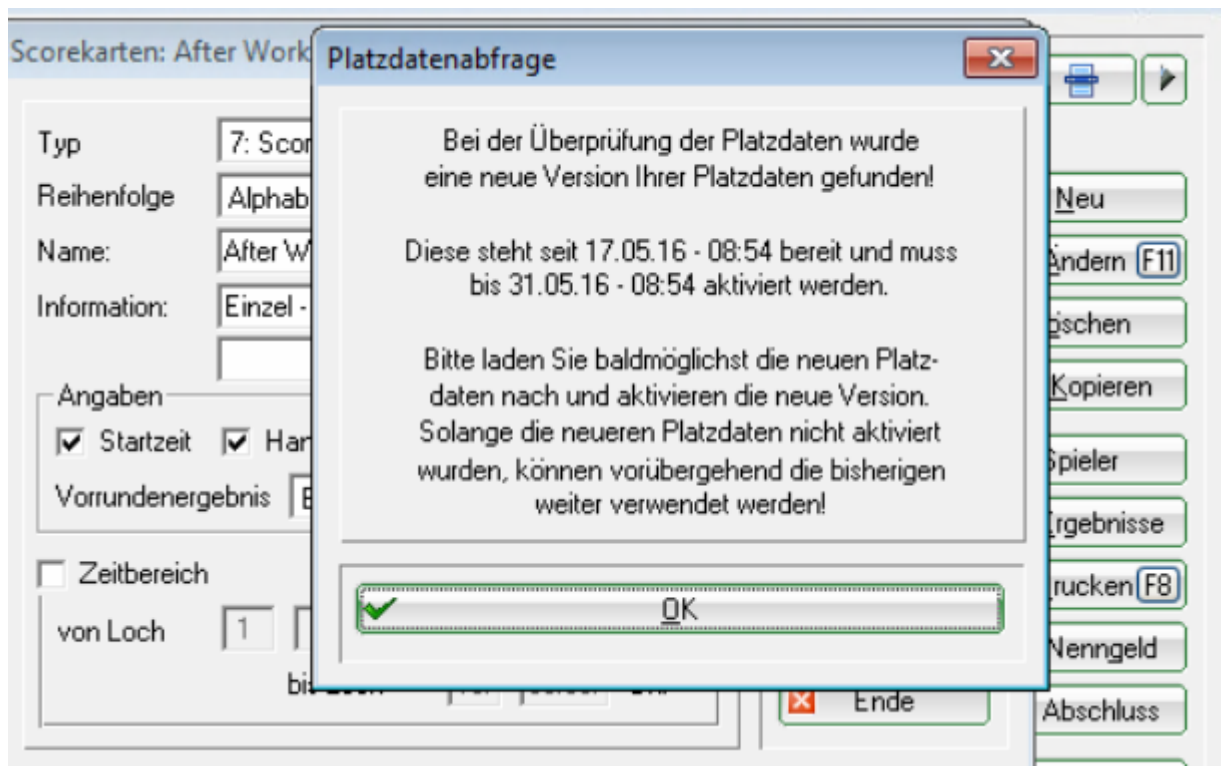 Scorekarten: After Work
Platzdatenabfrage
Typ
7: Scor
Reihenfolge
Alphab
Name:
After W
Information:
Einzel -
Angaben
Startzeit
Har
Vorrundenergebnis
Zeitbereich
von Loch
1
Bei der Überprüfung der Platzdaten wurde
eine neue Version Ihrer Platzdaten gefunden!
Diese steht seit 17.05.16 - 08:54 bereit und muss
bis 31.05.16 - 08:54 aktiviert werden.
Bitte laden Sie baldmöglichst die neuen Platz-
daten nach und aktivieren die neue Version.
Solange die neueren Platzdaten nicht aktiviert
wurden, können vorübergehend die bisherigen
weiter verwendet werden!
OK
Neu
Ändern F11
öschen
Kopieren
Spieler
rgebnisse
rucken F8
Nenngeld
Ende
Abschluss